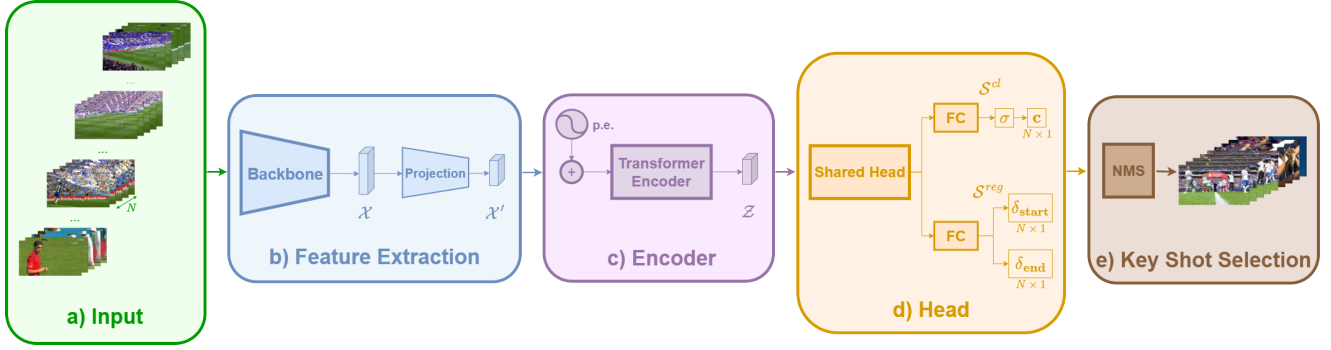 ...
...
N
...
a) Input
Backbone
𝒳
Projection
𝒳′
b) Feature Extraction
p.e.
+
Transformer
Encoder
𝒵
c) Encoder
Shared Head
𝒮^cl
FC
σ
c
N × 1
𝒮^reg
FC
δ_start
N × 1
δ_end
N × 1
d) Head
NMS
e) Key Shot Selection